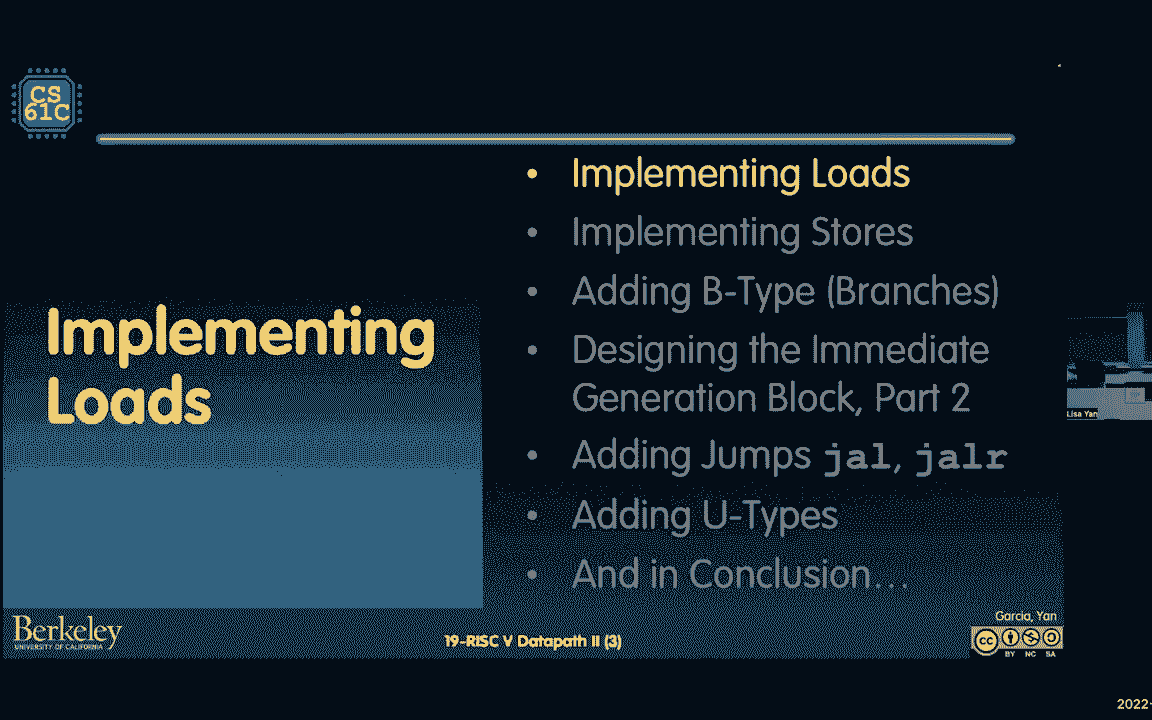 CS
61C
Implementing
Loads
• Implementing Loads
• Implementing Stores
• Adding B-Type (Branches)
• Designing the Immediate
Generation Block, Part 2
• Adding Jumps jal, jalr
• Adding U-Types
• And in Conclusion...
Lisa Yan
Berkeley
UNIVERSITY OF CALIFORNIA
19-RISC V Datapath II (3)
Garcia, Yan
cc
BY NC SA
2022-